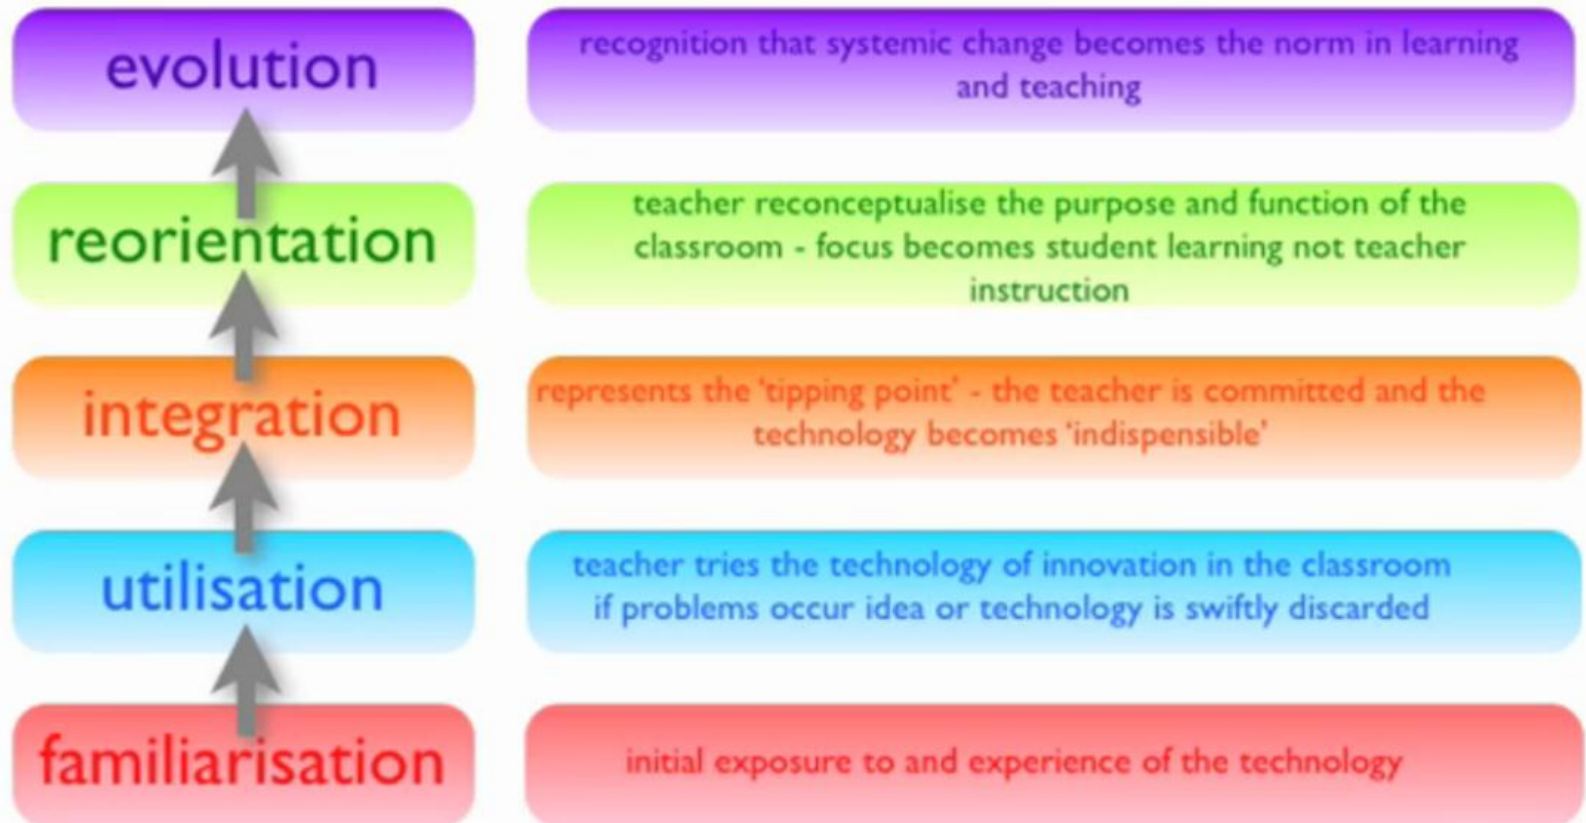 evolution
recognition that systemic change becomes the norm in learning
and teaching
reorientation
teacher reconceptualise the purpose and function of the
classroom - focus becomes student learning not teacher
instruction
integration
represents the ‘tipping point’ - the teacher is committed and the
technology becomes ‘indispensible’
utilisation
teacher tries the technology of innovation in the classroom
if problems occur idea or technology is swiftly discarded
familiarisation
initial exposure to and experience of the technology